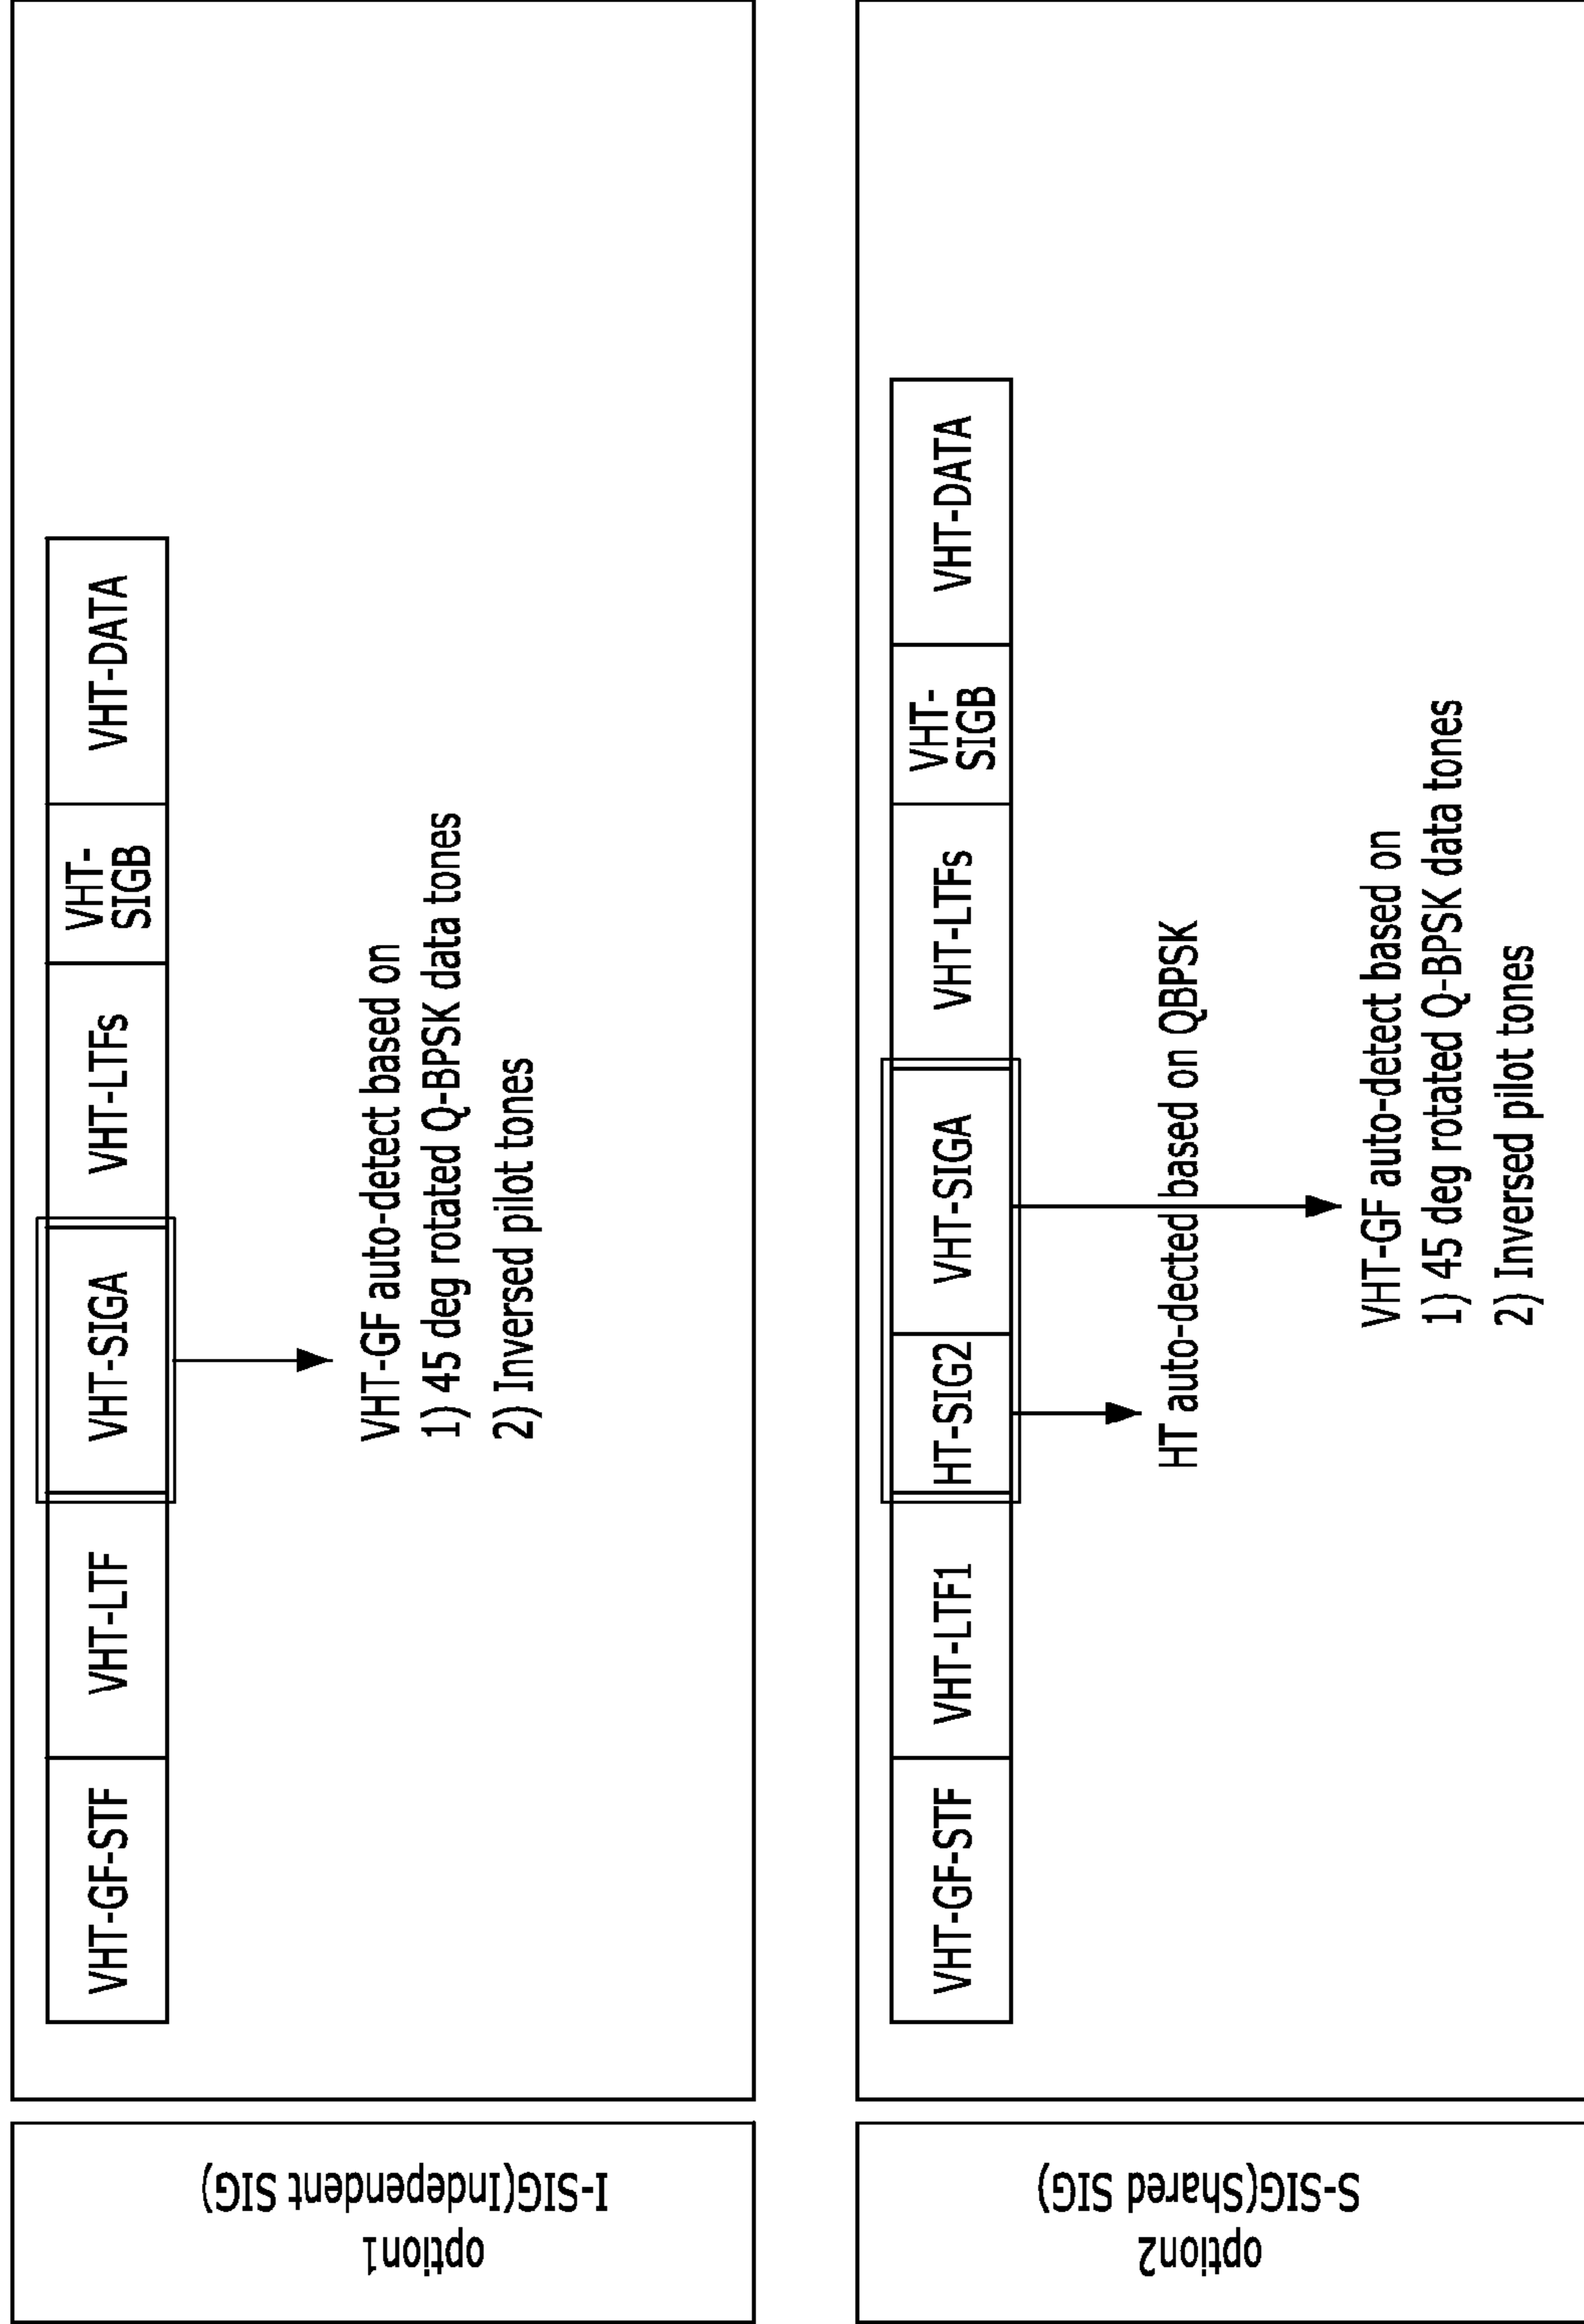 option1
I-SIG(Independent SIG)
VHT-GF-STF
VHT-LTF
VHT-SIGA
VHT-LTFs
VHT-
SIGB
VHT-DATA
VHT-GF auto-detect based on
1) 45 deg rotated Q-BPSK data tones
2) Inversed pilot tones
option2
S-SIG(Shared SIG)
VHT-GF-STF
VHT-LTF1
HT-SIG2
VHT-SIGA
VHT-LTFs
VHT-
SIGB
VHT-DATA
HT auto-dected based on QBPSK
VHT-GF auto-detect based on
1) 45 deg rotated Q-BPSK data tones
2) Inversed pilot tones